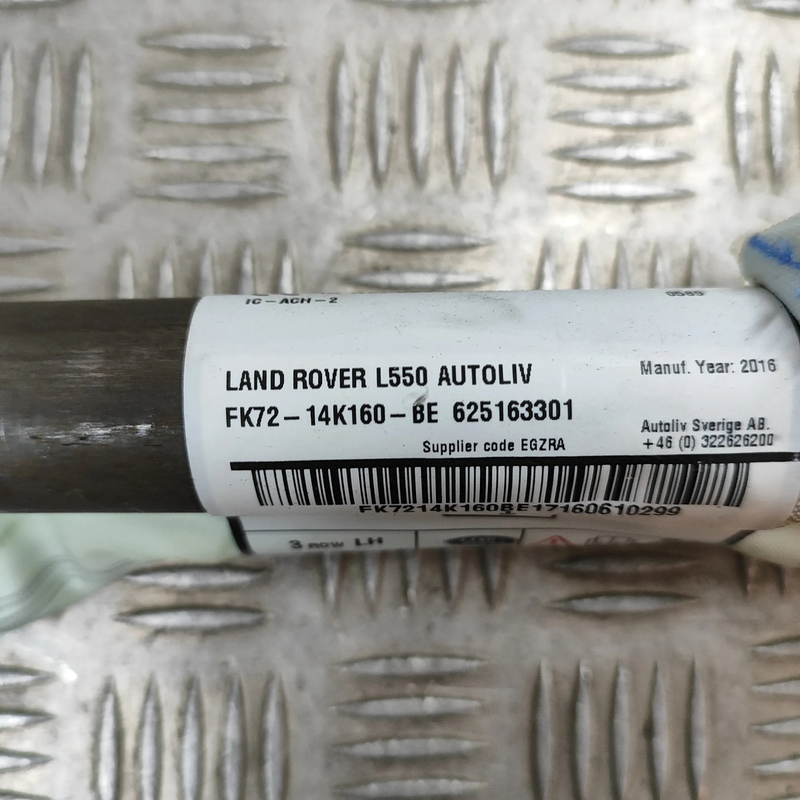 IC-ACH-2
0589
LAND ROVER L550 AUTOLIV
Manuf. Year: 2016
FK72-14K160-BE 625163301
Autoliv Sverige AB.
+46 (0) 322626200
Supplier code EGZRA
FK7214K160BE17160610299
3 ROW LH